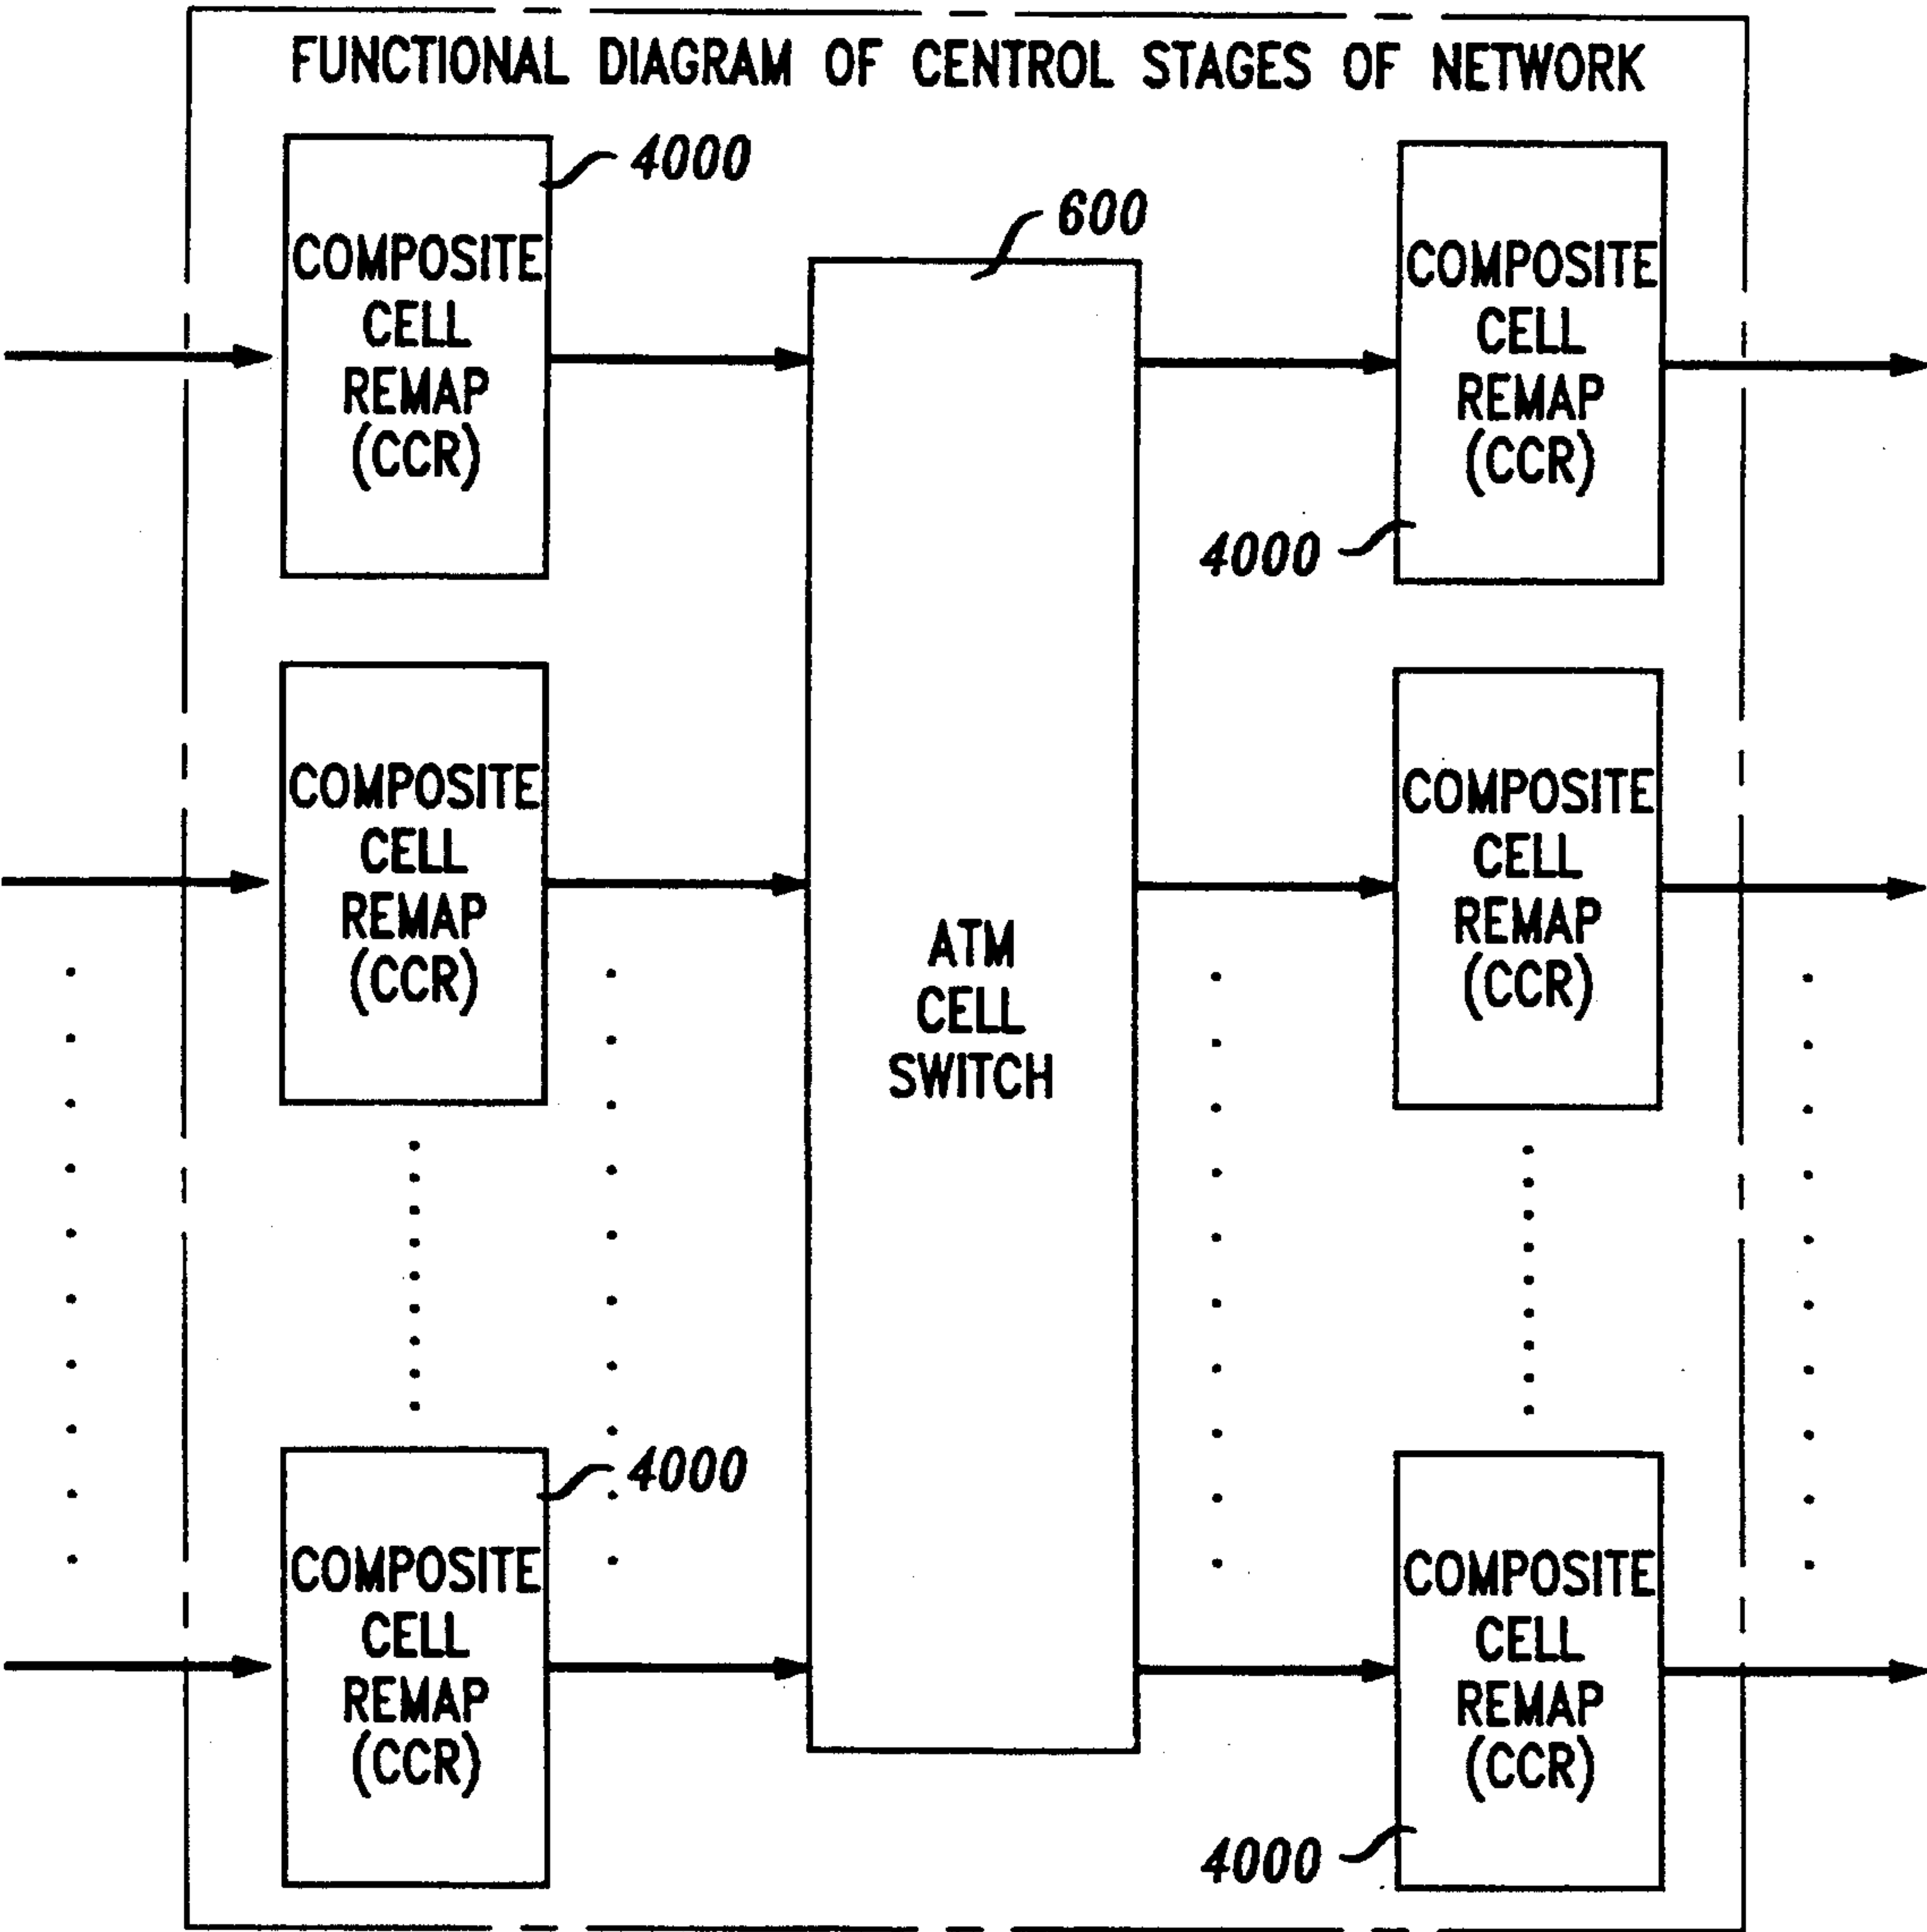 FUNCTIONAL DIAGRAM OF CENTROL STAGES OF NETWORK
4000
COMPOSITE
CELL
REMAP
(CCR)
600
COMPOSITE
CELL
REMAP
(CCR)
4000
COMPOSITE
CELL
REMAP
(CCR)
ATM
CELL
SWITCH
COMPOSITE
CELL
REMAP
(CCR)
4000
COMPOSITE
CELL
REMAP
(CCR)
COMPOSITE
CELL
REMAP
(CCR)
4000